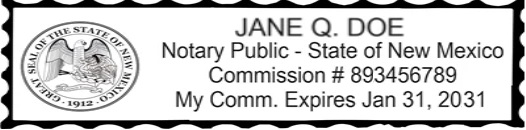 JANE Q. DOE
Notary Public - State of New Mexico
Commission # 893456789
My Comm. Expires Jan 31, 2031
GREAT SEAL OF THE STATE OF NEW MEXICO
· 1912 ·